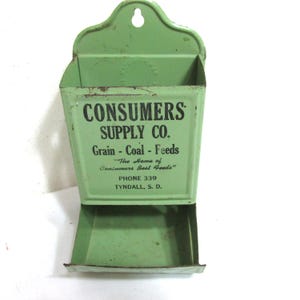 CONSUMERS
SUPPLY CO.
Grain - Coal - Feeds
"The Home of
Consumers Best Feeds"
PHONE 339
TYNDALL, S. D.